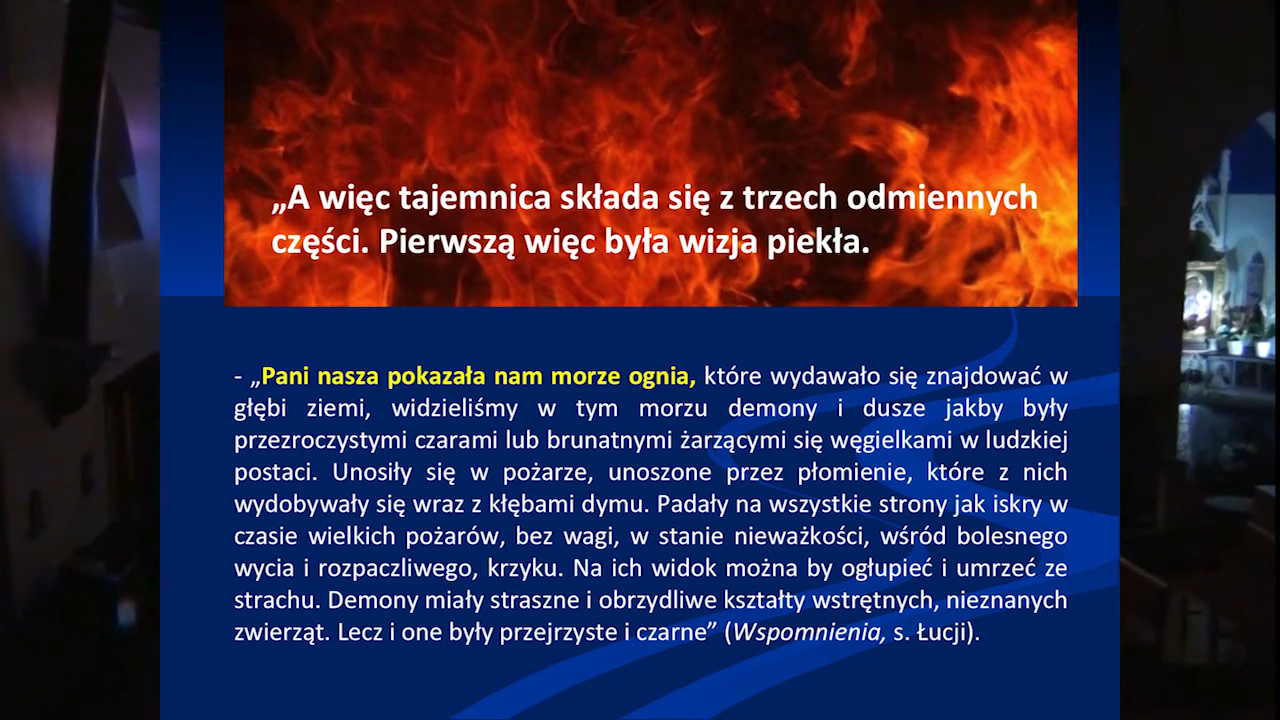 „A więc tajemnica składa się z trzech odmiennych
części. Pierwszą więc była wizja piekła.
- „Pani nasza pokazała nam morze ognia, które wydawało się znajdować w
głębi ziemi, widzieliśmy w tym morzu demony i dusze jakby były
przezroczystymi czarami lub brunatnymi żarzącymi się węgielkami w ludzkiej
postaci. Unosiły się w pożarze, unoszone przez płomienie, które z nich
wydobywały się wraz z kłębami dymu. Padały na wszystkie strony jak iskry w
czasie wielkich pożarów, bez wagi, w stanie nieważkości, wśród bolesnego
wycia i rozpaczliwego, krzyku. Na ich widok można by ogłupieć i umrzeć ze
strachu. Demony miały straszne i obrzydliwe kształty wstrętnych, nieznanych
zwierząt. Lecz i one były przejrzyste i czarne” (Wspomnienia, s. Łucji).